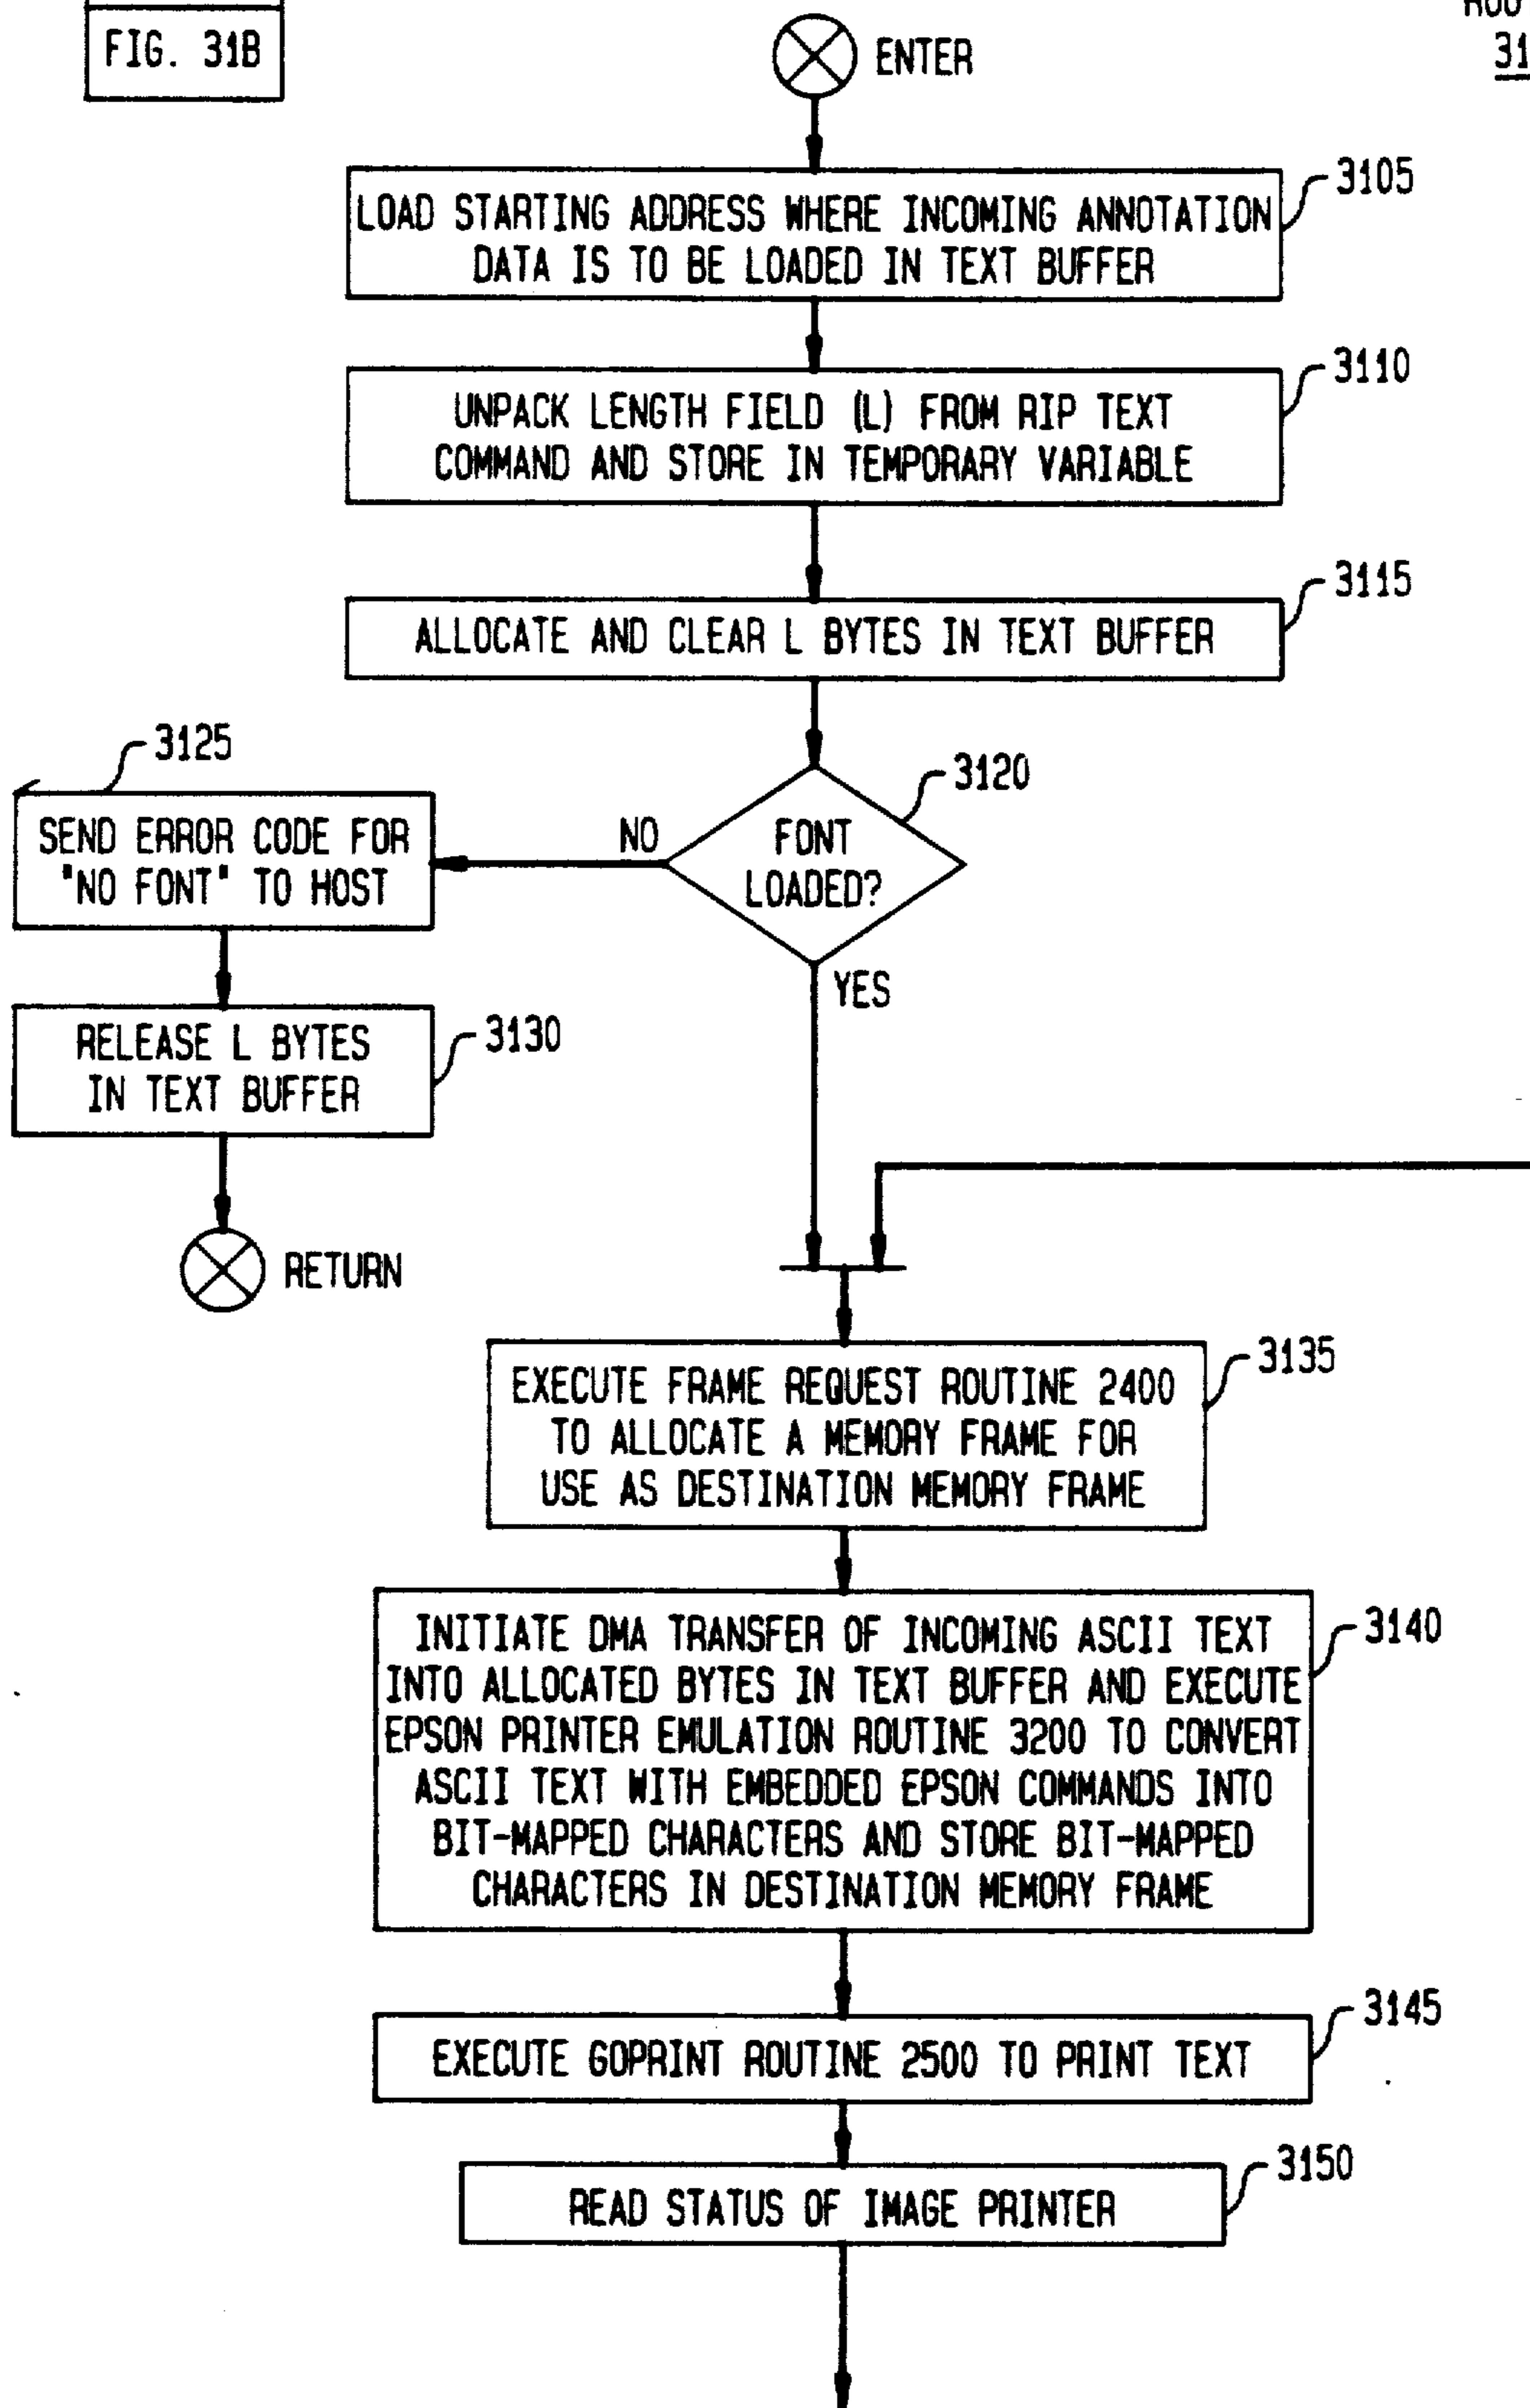 FIG. 31B
ENTER
31
3105
LOAD STARTING ADDRESS WHERE INCOMING ANNOTATION
DATA IS TO BE LOADED IN TEXT BUFFER
3110
UNPACK LENGTH FIELD (L) FROM RIP TEXT
COMMAND AND STORE IN TEMPORARY VARIABLE
3115
ALLOCATE AND CLEAR L BYTES IN TEXT BUFFER
3125
3120
SEND ERROR CODE FOR
"NO FONT" TO HOST
NO
FONT
LOADED?
YES
3130
RELEASE L BYTES
IN TEXT BUFFER
RETURN
3135
EXECUTE FRAME REQUEST ROUTINE 2400
TO ALLOCATE A MEMORY FRAME FOR
USE AS DESTINATION MEMORY FRAME
3140
INITIATE DMA TRANSFER OF INCOMING ASCII TEXT
INTO ALLOCATED BYTES IN TEXT BUFFER AND EXECUTE
EPSON PRINTER EMULATION ROUTINE 3200 TO CONVERT
ASCII TEXT WITH EMBEDDED EPSON COMMANDS INTO
BIT-MAPPED CHARACTERS AND STORE BIT-MAPPED
CHARACTERS IN DESTINATION MEMORY FRAME
3145
EXECUTE GOPRINT ROUTINE 2500 TO PRINT TEXT
3150
READ STATUS OF IMAGE PRINTER